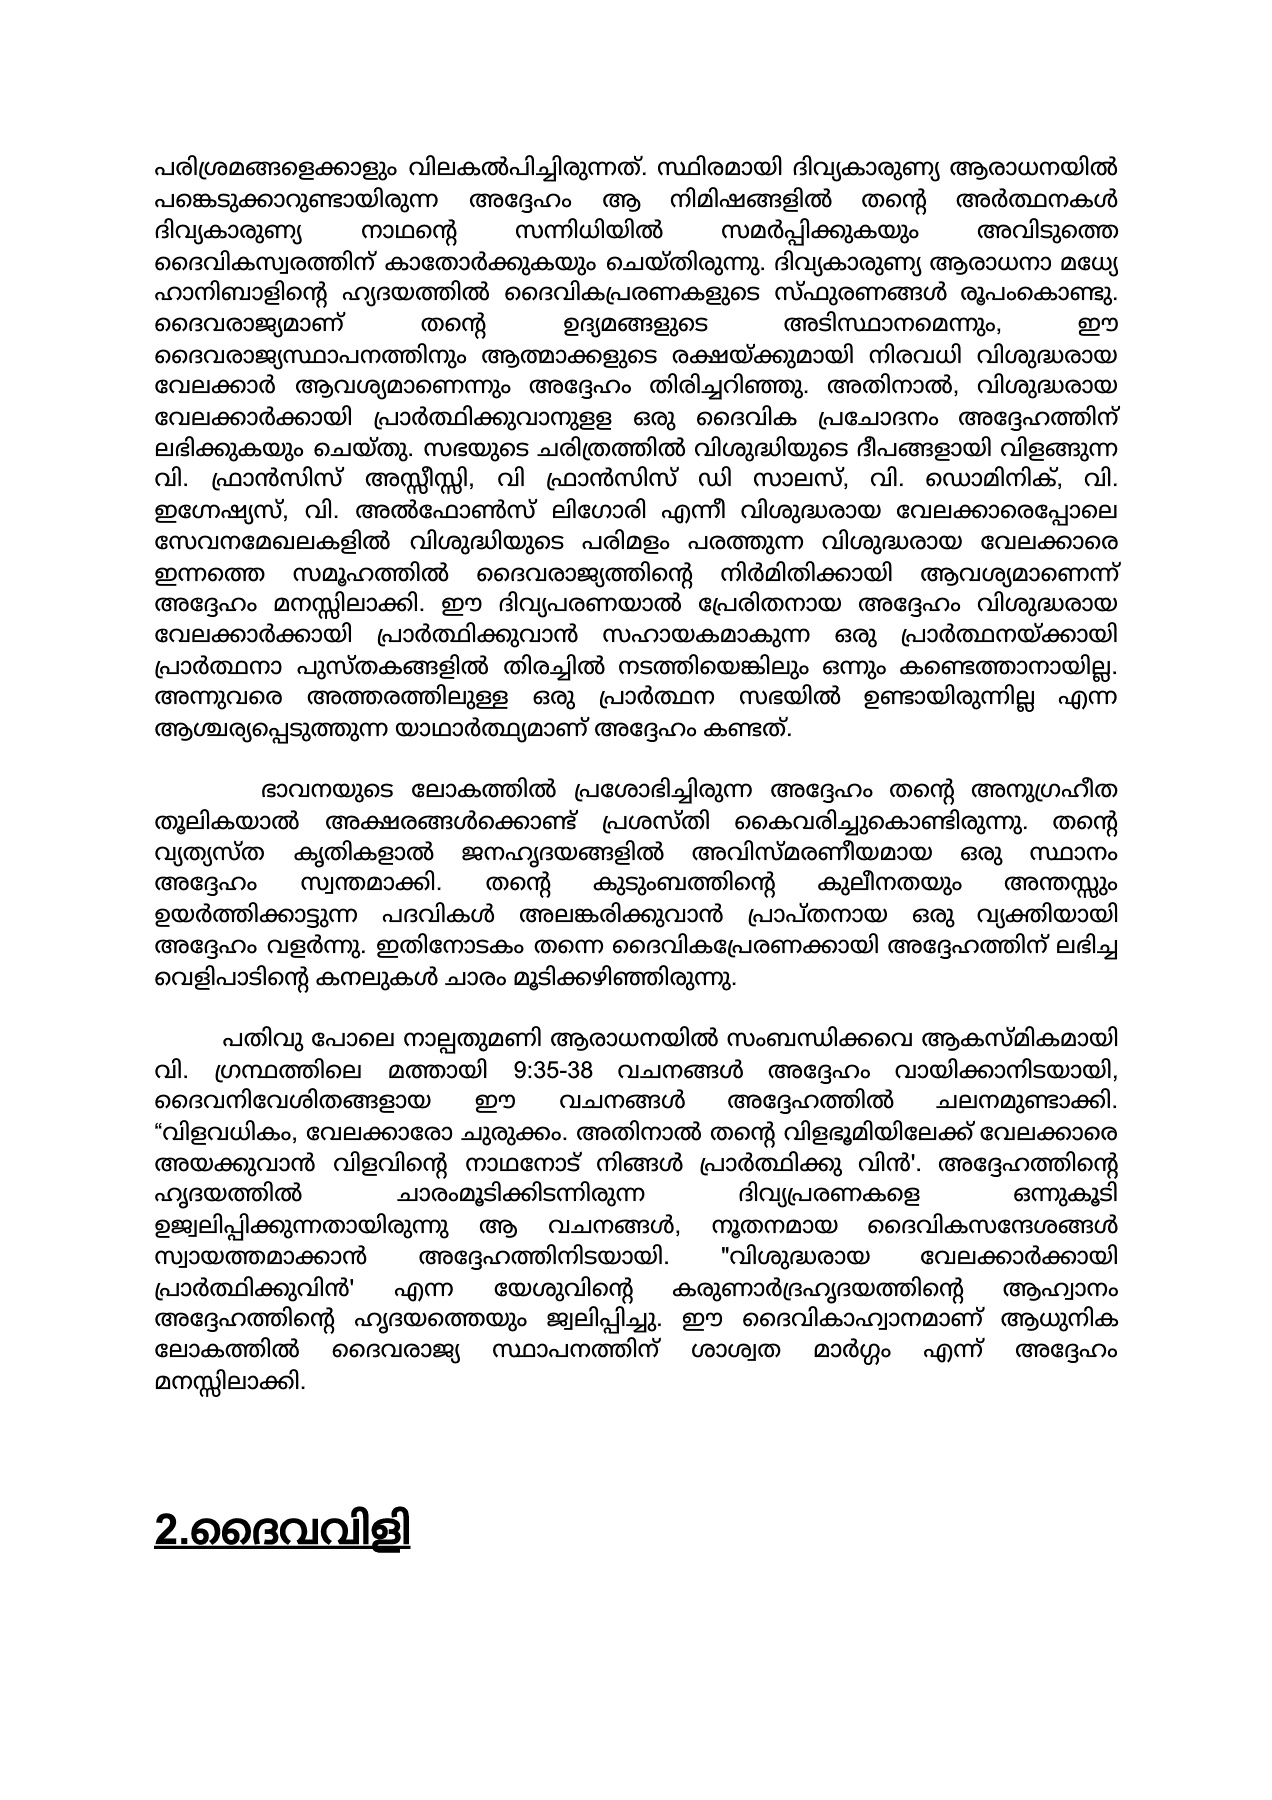 പരിശ്രമങ്ങളെക്കാളും വിലകൽപിച്ചിരുന്നത്. സ്ഥിരമായി ദിവ്യകാരുണ്യ ആരാധനയിൽ
പങ്കെടുക്കാറുണ്ടായിരുന്ന അദ്ദേഹം ആ നിമിഷങ്ങളിൽ തന്റെ അർത്ഥനകൾ
ദിവ്യകാരുണ്യ നാഥന്റെ സന്നിധിയിൽ സമർപ്പിക്കുകയും അവിടുത്തെ
ദൈവികസ്വരത്തിന് കാതോർക്കുകയും ചെയ്തിരുന്നു. ദിവ്യകാരുണ്യ ആരാധനാ മധ്യേ
ഹാനിബാളിന്റെ ഹ്യദയത്തിൽ ദൈവികപ്രരണകളുടെ സ്ഫുരണങ്ങൾ രൂപംകൊണ്ടു.
ദൈവരാജ്യമാണ് തന്റെ ഉദ്യമങ്ങളുടെ അടിസ്ഥാനമെന്നും, ഈ
ദൈവരാജ്യസ്ഥാപനത്തിനും ആത്മാക്കളുടെ രക്ഷയ്ക്കുമായി നിരവധി വിശുദ്ധരായ
വേലക്കാർ ആവശ്യമാണെന്നും അദ്ദേഹം തിരിച്ചറിഞ്ഞു. അതിനാൽ, വിശുദ്ധരായ
വേലക്കാർക്കായി പ്രാർത്ഥിക്കുവാനുളള ഒരു ദൈവിക പ്രചോദനം അദ്ദേഹത്തിന്
ലഭിക്കുകയും ചെയ്തു. സഭയുടെ ചരിത്രത്തിൽ വിശുദ്ധിയുടെ ദീപങ്ങളായി വിളങ്ങുന്ന
വി. ഫ്രാൻസിസ് അസ്സീസ്സി, വി ഫ്രാൻസിസ് ഡി സാലസ്, വി. ഡൊമിനിക്, വി.
ഇഗ്നേഷ്യസ്, വി. അൽഫോൺസ് ലിഗോരി എന്നീ വിശുദ്ധരായ വേലക്കാരെപ്പോലെ
സേവനമേഖലകളിൽ വിശുദ്ധിയുടെ പരിമളം പരത്തുന്ന വിശുദ്ധരായ വേലക്കാരെ
ഇന്നത്തെ സമൂഹത്തിൽ ദൈവരാജ്യത്തിന്റെ നിർമിതിക്കായി ആവശ്യമാണെന്ന്
അദ്ദേഹം മനസ്സിലാക്കി. ഈ ദിവ്യപരണയാൽ പ്രേരിതനായ അദ്ദേഹം വിശുദ്ധരായ
വേലക്കാർക്കായി പ്രാർത്ഥിക്കുവാൻ സഹായകമാകുന്ന ഒരു പ്രാർത്ഥനയ്ക്കായി
പ്രാർത്ഥനാ പുസ്തകങ്ങളിൽ തിരച്ചിൽ നടത്തിയെങ്കിലും ഒന്നും കണ്ടെത്താനായില്ല.
അന്നുവരെ അത്തരത്തിലുള്ള ഒരു പ്രാർത്ഥന സഭയിൽ ഉണ്ടായിരുന്നില്ല എന്ന
ആശ്ചര്യപ്പെടുത്തുന്ന യാഥാർത്ഥ്യമാണ് അദ്ദേഹം കണ്ടത്.
ഭാവനയുടെ ലോകത്തിൽ പ്രശോഭിച്ചിരുന്ന അദ്ദേഹം തന്റെ അനുഗ്രഹീത
തൂലികയാൽ അക്ഷരങ്ങൾക്കൊണ്ട് പ്രശസ്തി കൈവരിച്ചുകൊണ്ടിരുന്നു. തന്റെ
വ്യത്യസ്ത കൃതികളാൽ ജനഹൃദയങ്ങളിൽ അവിസ്മരണീയമായ ഒരു സ്ഥാനം
അദ്ദേഹം സ്വന്തമാക്കി. തന്റെ കുടുംബത്തിന്റെ കുലീനതയും അന്തസ്സും
ഉയർത്തിക്കാട്ടുന്ന പദവികൾ അലങ്കരിക്കുവാൻ പ്രാപ്തനായ ഒരു വ്യക്തിയായി
അദ്ദേഹം വളർന്നു. ഇതിനോടകം തന്നെ ദൈവികപ്രേരണക്കായി അദ്ദേഹത്തിന് ലഭിച്ച
വെളിപാടിന്റെ കനലുകൾ ചാരം മൂടിക്കഴിഞ്ഞിരുന്നു.
പതിവു പോലെ നാല്പതുമണി ആരാധനയിൽ സംബന്ധിക്കവെ ആകസ്മികമായി
വി. ഗ്രന്ഥത്തിലെ മത്തായി 9:35-38 വചനങ്ങൾ അദ്ദേഹം വായിക്കാനിടയായി,
ദൈവനിവേശിതങ്ങളായ ഈ വചനങ്ങൾ അദ്ദേഹത്തിൽ ചലനമുണ്ടാക്കി.
“വിളവധികം, വേലക്കാരോ ചുരുക്കം. അതിനാൽ തന്റെ വിളഭൂമിയിലേക്ക് വേലക്കാരെ
അയക്കുവാൻ വിളവിന്റെ നാഥനോട് നിങ്ങൾ പ്രാർത്ഥിക്കു വിൻ'. അദ്ദേഹത്തിന്റെ
ഹൃദയത്തിൽ ചാരംമൂടിക്കിടന്നിരുന്ന ദിവ്യപ്രരണകളെ ഒന്നുകൂടി
ഉജ്വലിപ്പിക്കുന്നതായിരുന്നു ആ വചനങ്ങൾ, നൂതനമായ ദൈവികസന്ദേശങ്ങൾ
സ്വായത്തമാക്കാൻ അദ്ദേഹത്തിനിടയായി. "വിശുദ്ധരായ വേലക്കാർക്കായി
പ്രാർത്ഥിക്കുവിൻ' എന്ന യേശുവിന്റെ കരുണാർദ്രഹൃദയത്തിന്റെ ആഹ്വാനം
അദ്ദേഹത്തിന്റെ ഹൃദയത്തെയും ജ്വലിപ്പിച്ചു. ഈ ദൈവികാഹ്വാനമാണ് ആധുനിക
ലോകത്തിൽ ദൈവരാജ്യ സ്ഥാപനത്തിന് ശാശ്വത മാർഗ്ഗം എന്ന് അദ്ദേഹം
മനസ്സിലാക്കി.
2.ദൈവവിളി